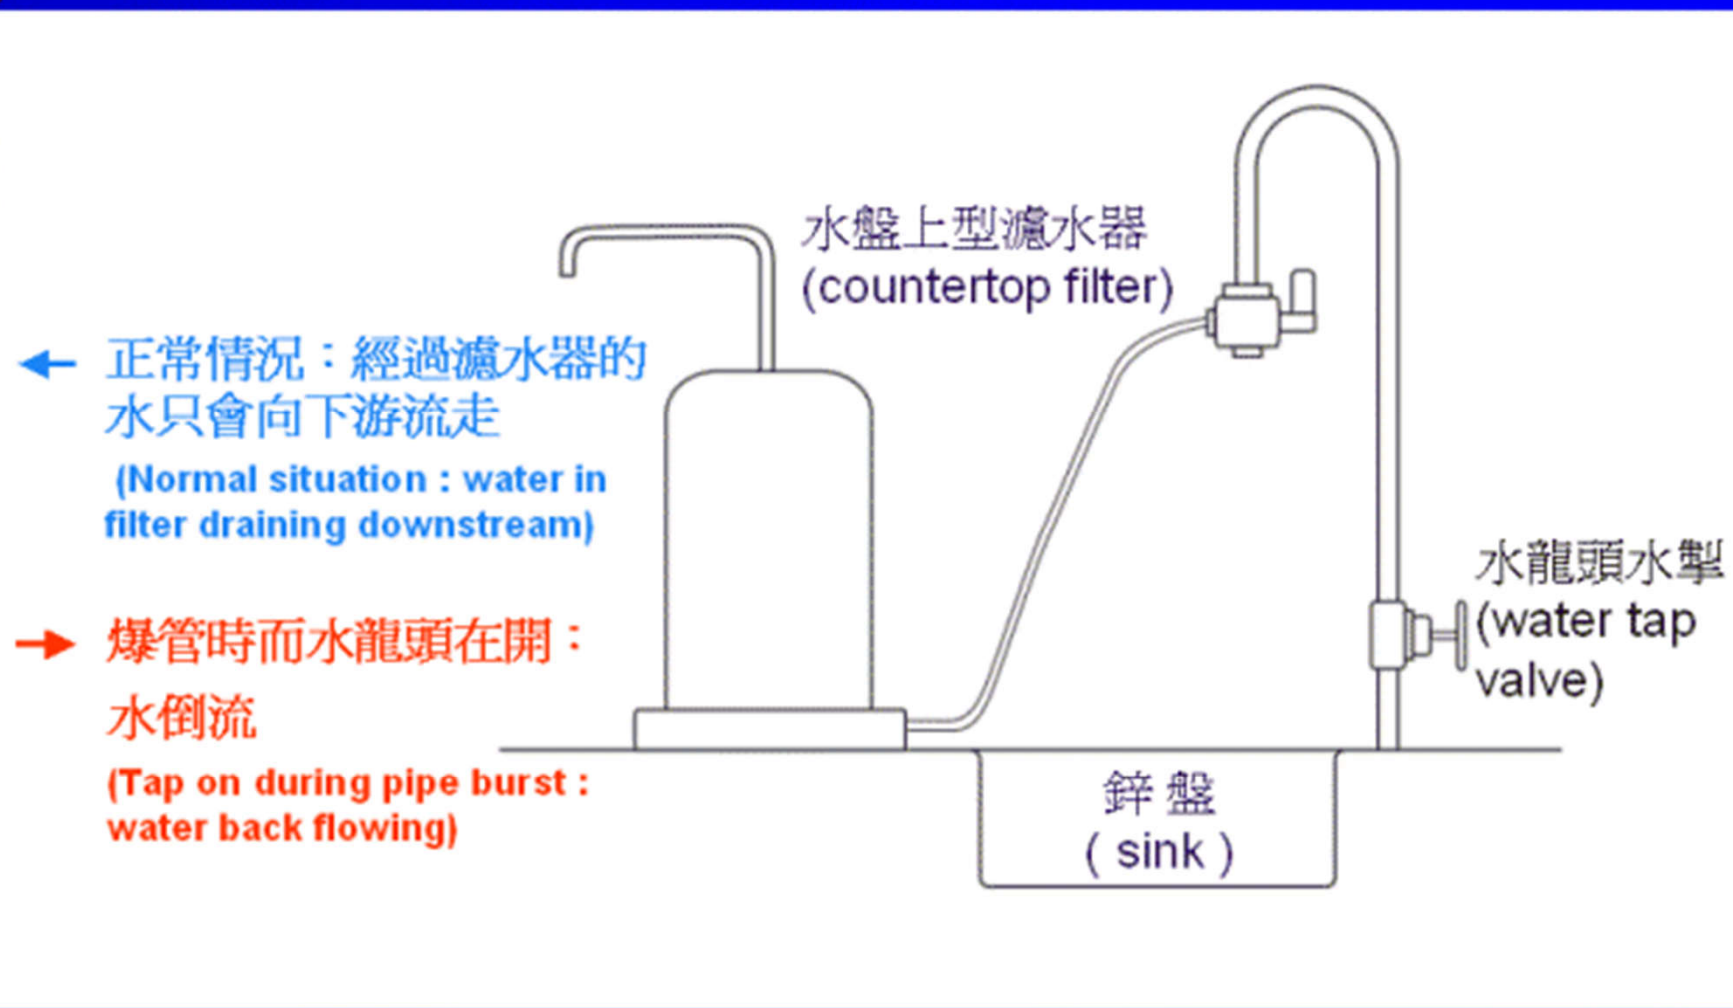 水盤上型濾水器
(countertop filter)
正常情況：經過濾水器的
水只會向下游流走
(Normal situation : water in
filter draining downstream)
爆管時而水龍頭在開：
水倒流
(Tap on during pipe burst :
water back flowing)
水龍頭水掣
(water tap
valve)
鋅盤
( sink )